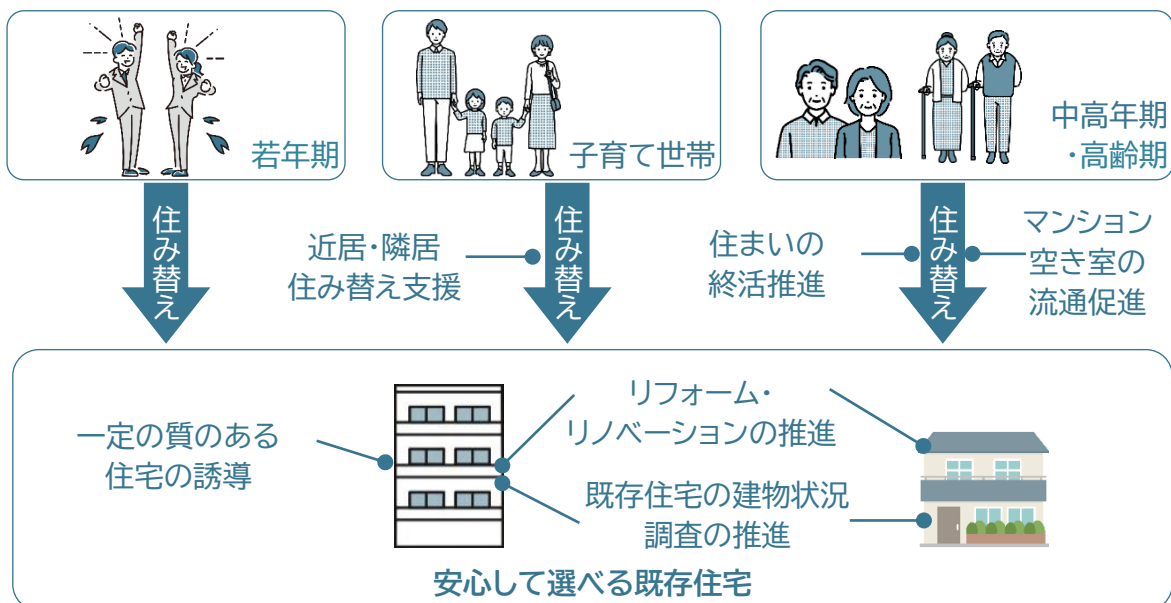 若年期
子育て世帯
中高年期
・高齢期
住み替え
近居・隣居
住み替え支援
住み替え
住まいの
終活推進
住み替え
マンション
空き室の
流通促進
一定の質のある
住宅の誘導
リフォーム・
リノベーションの推進
既存住宅の建物状況
調査の推進
安心して選べる既存住宅